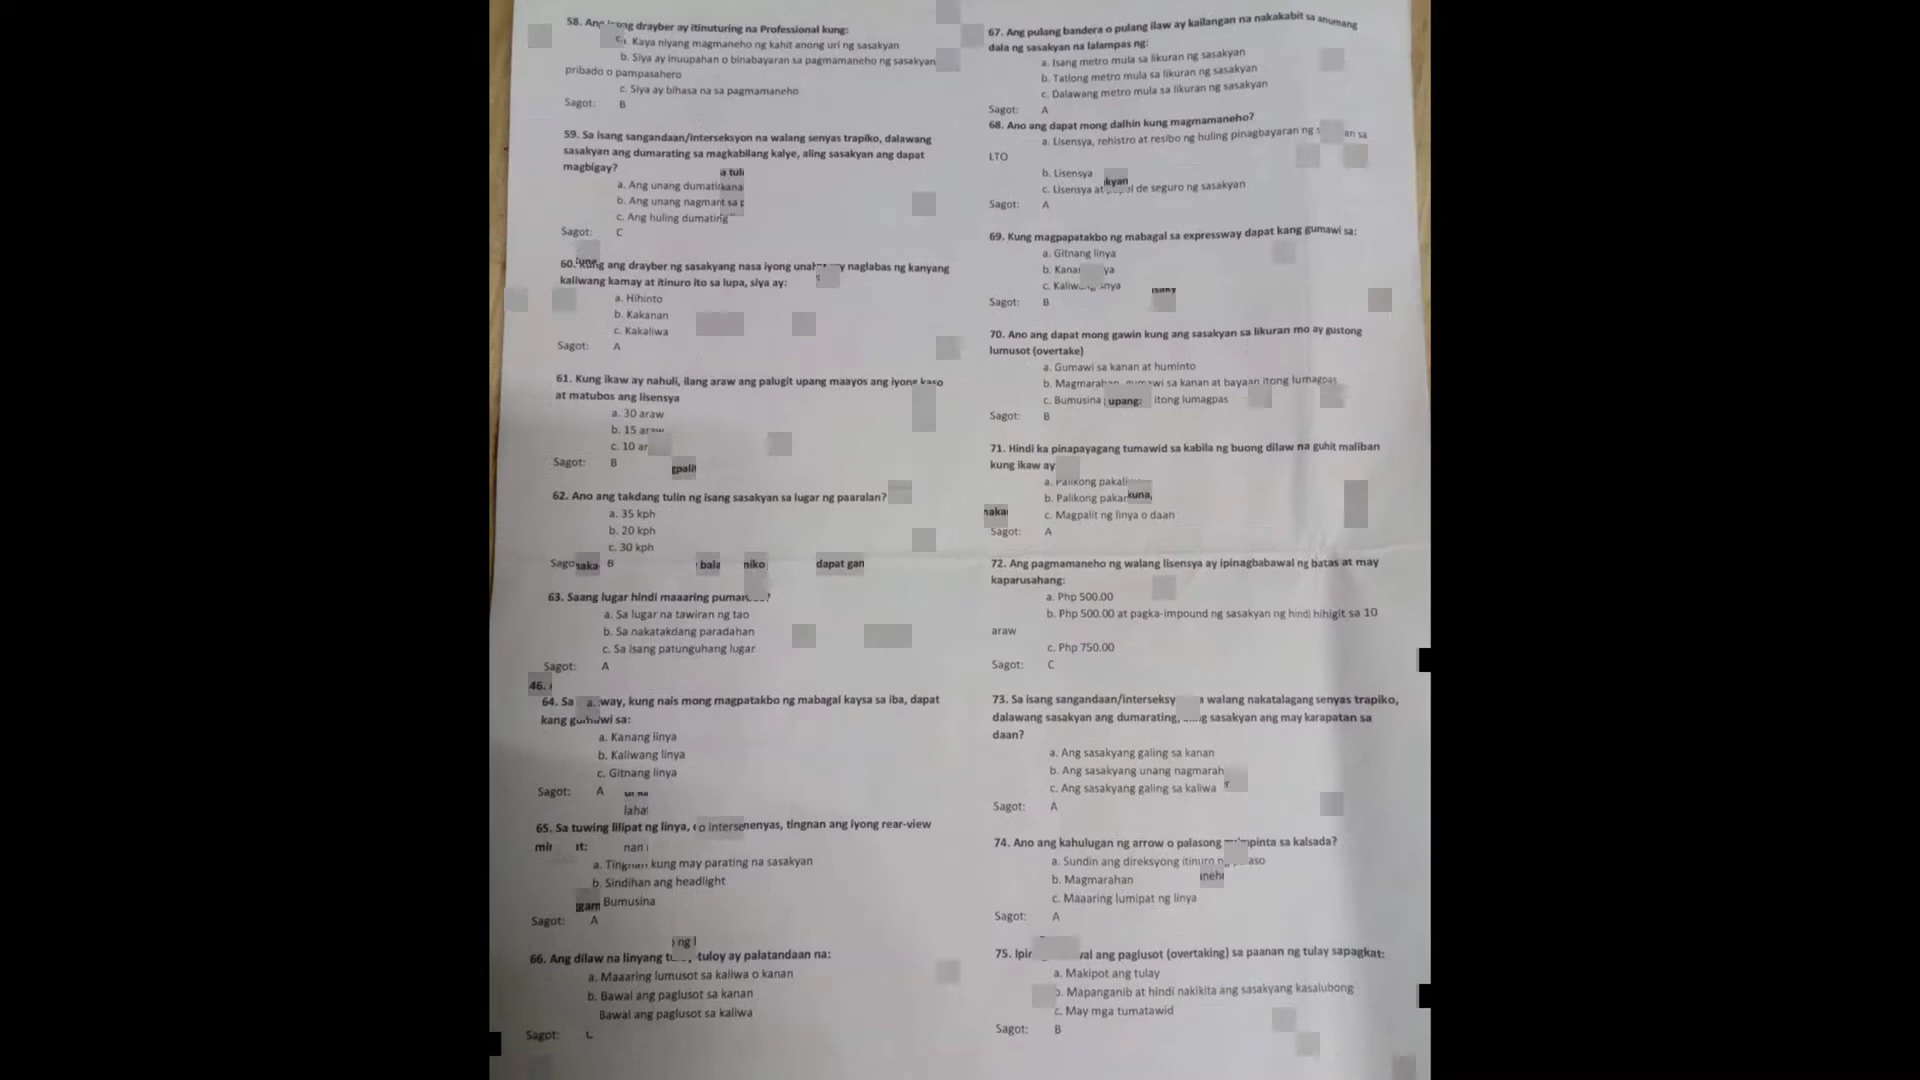 58. Ang drayber ay itinuturing na Professional kung:
Kaya niyang magmaneho ng kahit anong uri ng sasakyan
b. Siya ay inuupahan o binabayaran sa pagmamaneho ng sasakyan
pribado o pampasahero
c. Siya ay bihasa na sa pagmamaneho
Sagot: B
59. Sa isang sangandaan/interseksyon na walang senyas trapiko, dalawang
sasakyan ang dumarating sa magkabilang kalye, aling sasakyan ang dapat
magbigay?
a. Ang unang
b. Ang unang
c. Ang huling dumating
Sagot: C
60. Kung ang drayber ng sasakyang nasa iyong naglabas ng kanyang
kaliwang kamay at itinuro ito sa lupa, siya ay:
a. Hihinto
b. Kakanan
c. Kakaliwa
Sagot: A
61. Kung ikaw ay nahuli, ilang araw ang palugit upang maayos ang iyong kaso
at matubos ang lisensya
a. 30 araw
b. 15 araw
c. 10
Sagot: B
62. Ano ang takdang tulin ng isang sasakyan sa lugar ng paaralan?
a. 35 kph
b. 20 kph
c. 30 kph
B dapat
63. Saang lugar hindi maaaring
a. Sa lugar na tawiran ng tao
b. Sa nakatakdang paradahan
c. Sa isang patunguhang lugar
Sagot: A
46.
64. Sa kung nais mong magpatakbo ng mabagal kaysa sa iba, dapat
kang gumawi sa:
a. Kanang linya
b. Kaliwang linya
c. Gitnang linya
Sagot: A
65. Sa tuwing lilipat ng linya, tingnan ang iyong rear-view
a. Tingnan kung may parating na sasakyan
b. Sindihan ang headlight
Bumusina
Sagot: A
66. Ang dilaw na linyang tuloy ay palatandaan na:
a. Maaaring lumusot sa kaliwa o kanan
b. Bawal ang paglusot sa kanan
Bawal ang paglusot sa kaliwa
Sagot: C
67. Ang pulang bandera o pulang ilaw ay kailangan na nakakabit sa anumang
dala ng sasakyan na lalampas ng:
a. Isang metro mula sa likuran ng sasakyan
b. Tatlong metro mula sa likuran ng sasakyan
c. Dalawang metro mula sa likuran ng sasakyan
Sagot: A
68. Ano ang dapat mong dalhin kung magmamaneho?
a. Lisensya, rehistro at resibo ng huling pinagbayaran ng sa
LTO
b. Lisensya
c. Lisensya at de seguro ng sasakyan
Sagot: A
69. Kung magpapatakbo ng mabagal sa expressway dapat kang gumawi sa:
a. Gitnang linya
b.
c. Kaliwang linya
Sagot: B
70. Ano ang dapat mong gawin kung ang sasakyan sa likuran mo ay gustong
lumusot (overtake)
a. Gumawi sa kanan at huminto
b. Magmarahan, gumawi sa kanan at bayaan itong lumagpas
c. Bumusina upang: itong lumagpas
Sagot: B
71. Hindi ka pinapayagang tumawid sa kabila ng buong dilaw na guhit maliban
kung ikaw ay
a. Palikong
b. Palikong
c. Magpalit ng linya o daan
Sagot: A
72. Ang pagmamaneho ng walang lisensya ay ipinagbabawal ng batas at may
kaparusahang:
a. Php 500.00
b. Php 500.00 at pagka-impound ng sasakyan ng hindi hihigit sa 10
araw
c. Php 750.00
Sagot: C
73. Sa isang walang nakatalagang senyas trapiko,
dalawang sasakyan ang dumarating, sasakyan ang may karapatan sa
daan?
a. Ang sasakyang galing sa kanan
b. Ang sasakyang unang
c. Ang sasakyang galing sa kaliwa
Sagot: A
74. Ano ang kahulugan ng arrow o palasong sa kalsada?
a. Sundin ang direksyong itinuro
b. Magmarahan
c. Maaaring lumipat ng linya
Sagot: A
75. ang paglusot (overtaking) sa paanan ng tulay sapagkat:
a. Makipot ang tulay
b. Mapanganib at hindi nakikita ang sasakyang kasalubong
c. May mga tumatawid
Sagot: B